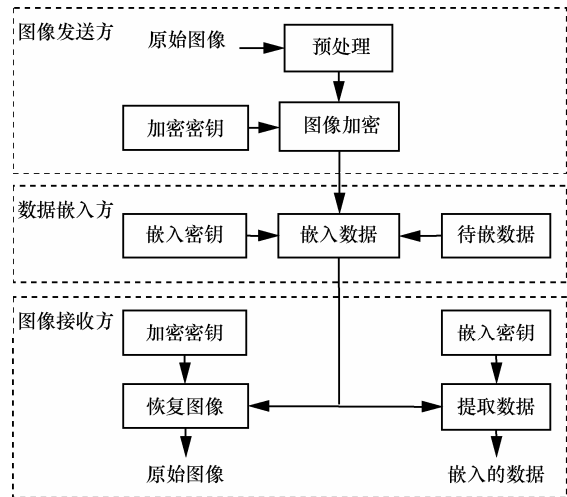 图像发送方
原始图像
预处理
加密密钥
图像加密
数据嵌入方
嵌入密钥
嵌入数据
待嵌数据
图像接收方
加密密钥
嵌入密钥
恢复图像
提取数据
原始图像
嵌入的数据